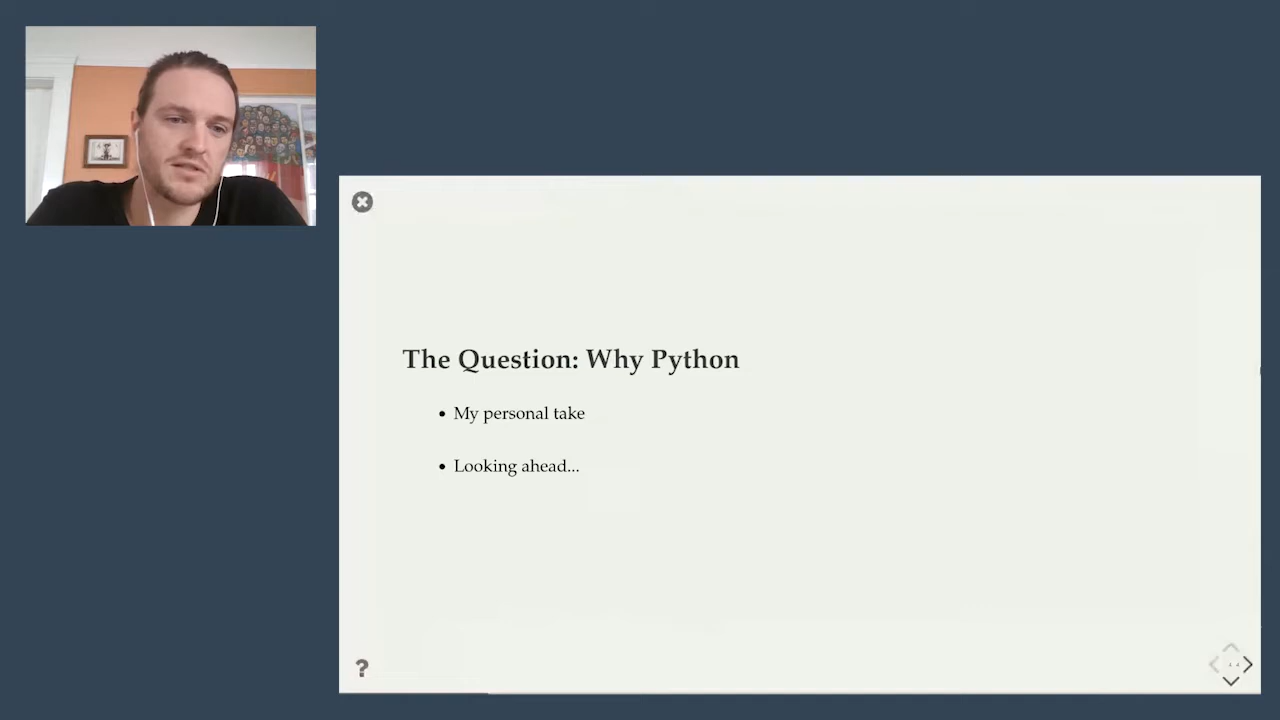 The Question: Why Python
• My personal take
• Looking ahead...
?